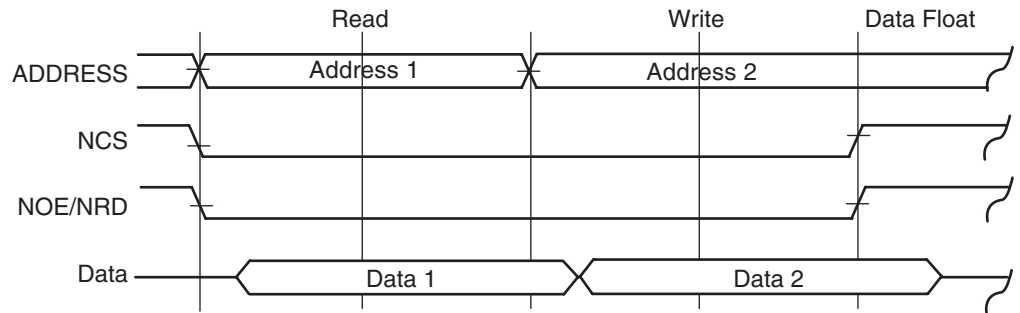 Read Write Data Float
ADDRESS Address 1 Address 2
NCS
NOE/NRD
Data Data 1 Data 2